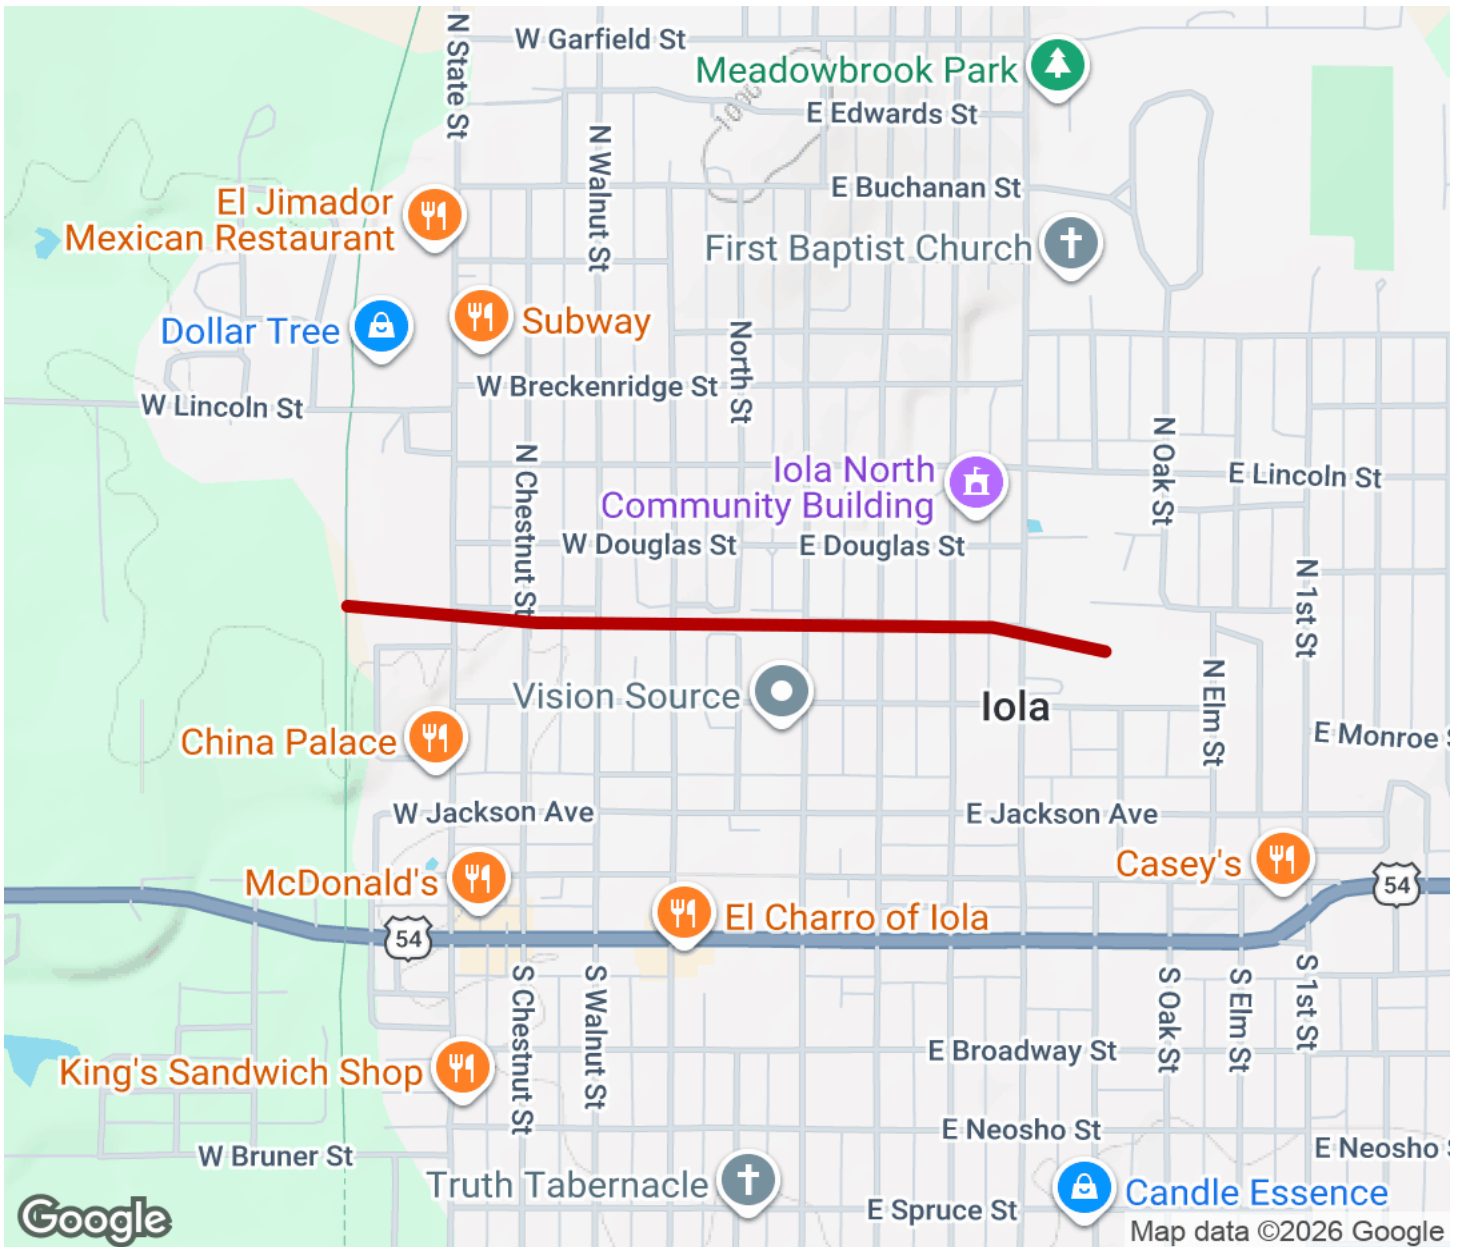 N State St
W Garfield St
Meadowbrook Park
1000
E Edwards St
N Walnut St
E Buchanan St
El Jimador
Mexican Restaurant
First Baptist Church
Subway
Dollar Tree
North St
W Breckenridge St
W Lincoln St
N Chestnut St
N Oak St
Iola North
Community Building
E Lincoln St
W Douglas St
E Douglas St
N 1st St
Vision Source
Iola
N Elm St
China Palace
E Monroe
W Jackson Ave
E Jackson Ave
Casey's
McDonald's
54
El Charro of Iola
54
S Chestnut St
S Walnut St
S Oak St
S Elm St
S 1st St
E Broadway St
King's Sandwich Shop
E Neosho St
E Neosho
W Bruner St
Truth Tabernacle
Candle Essence
E Spruce St
Google
Map data ©2026 Google